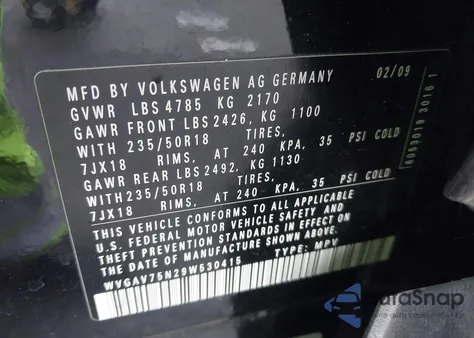 MFD BY VOLKSWAGEN AG GERMANY 02/09
GVWR LBS 4785 KG 2170
GAWR FRONT LBS 2426, KG 1100
WITH 235/50R18 TIRES,
7JX18 RIMS, AT 240 KPA, 35 PSI COLD
GAWR REAR LBS 2492, KG 1130
WITH 235/50R18 TIRES,
7JX18 RIMS, AT 240 KPA, 35 PSI COLD
THIS VEHICLE CONFORMS TO ALL APPLICABLE
U.S. FEDERAL MOTOR VEHICLE SAFETY AND
THEFT PREVENTION STANDARDS IN EFFECT ON
THE DATE OF MANUFACTURE SHOWN ABOVE.
WVGAV75N29W530415 TYPE: MPV
AutoSnap